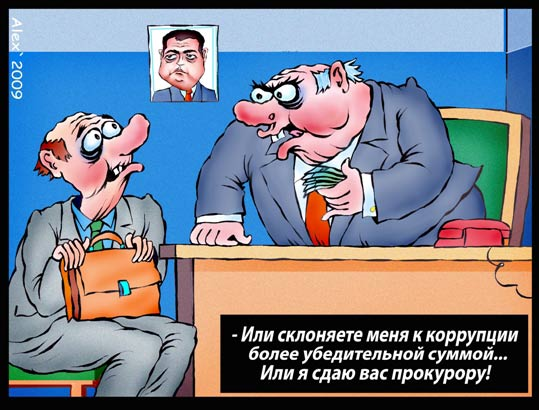 Alex` 2009
- Или склоняете меня к коррупции
более убедительной суммой...
Или я сдаю вас прокурору!